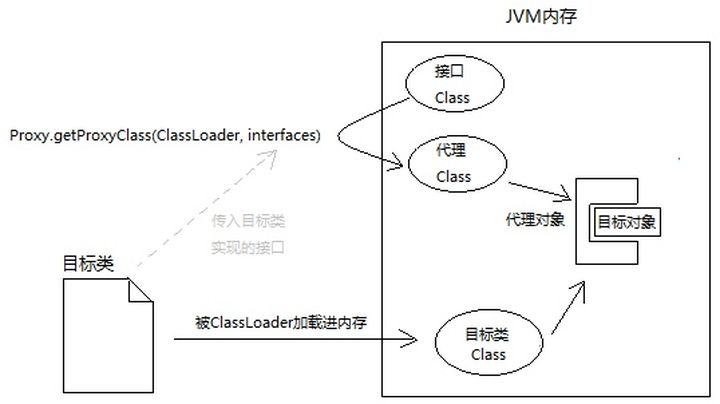 JVM内存
接口
Class
Proxy.getProxyClass(ClassLoader, interfaces)
代理
Class
传入目标类
实现的接口
代理对象
目标对象
目标类
被ClassLoader加载进内存
目标类
Class